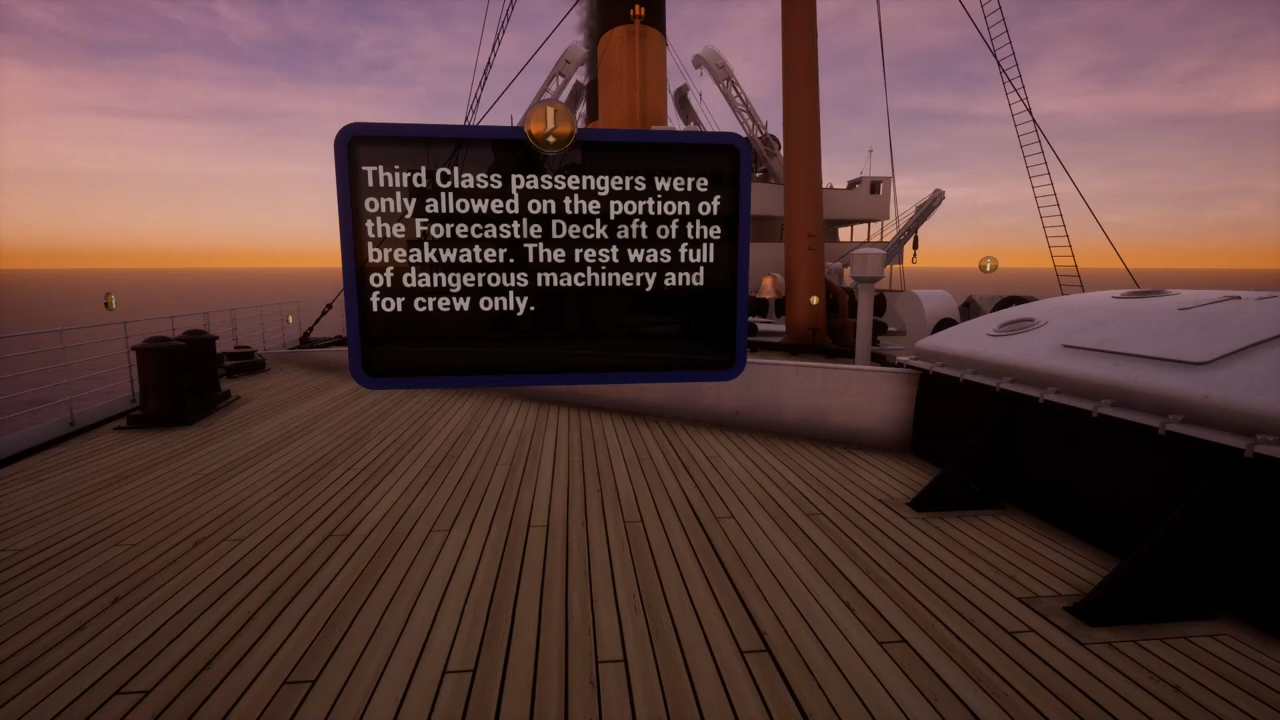 Third Class passengers were
only allowed on the portion of
the Forecastle Deck aft of the
breakwater. The rest was full
of dangerous machinery and
for crew only.